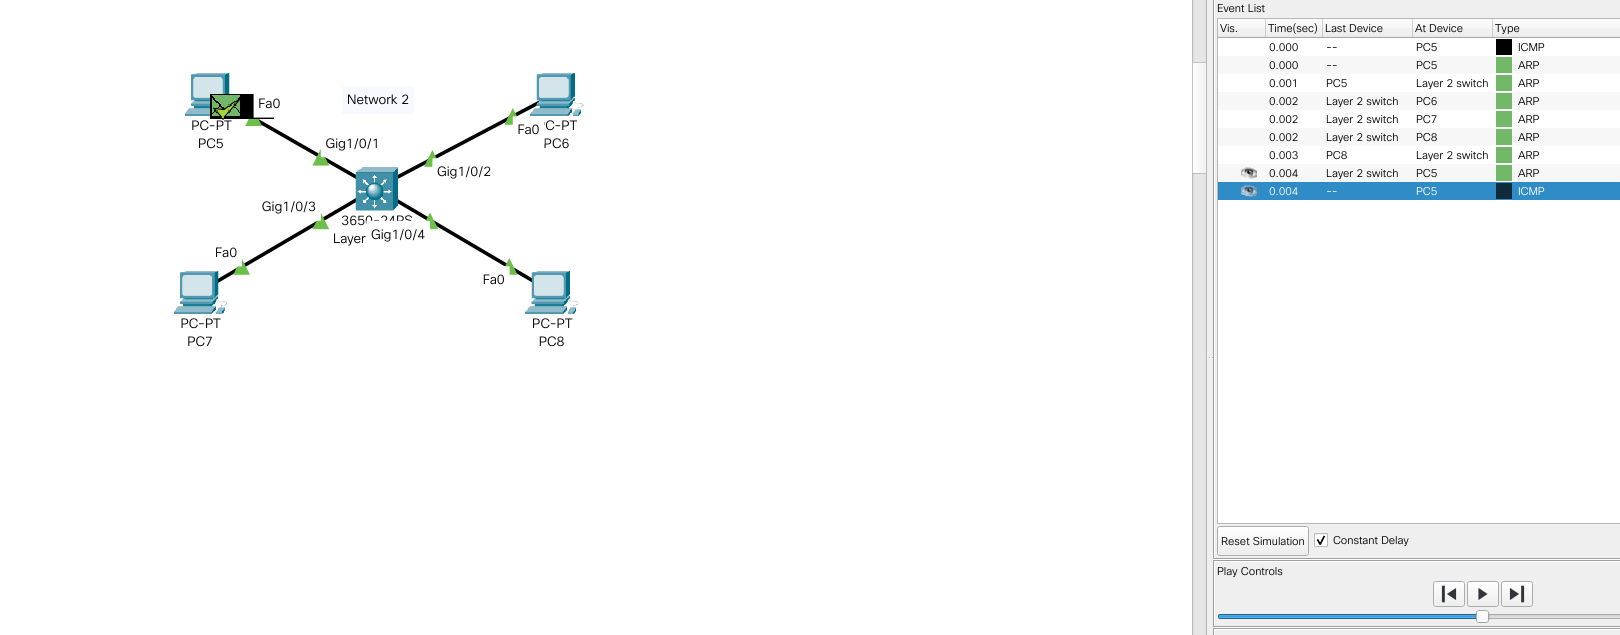 Network 2
Fa0
PC-PT
PC5
Gig1/0/1
Fa0
C-PT
PC6
Gig1/0/2
Gig1/0/3
3650-24PS
Layer
Gig1/0/4
Fa0
PC-PT
PC7
Fa0
PC-PT
PC8
Event List
Vis. Time(sec) Last Device At Device Type
0.000 -- PC5 ICMP
0.000 -- PC5 ARP
0.001 PC5 Layer 2 switch ARP
0.002 Layer 2 switch PC6 ARP
0.002 Layer 2 switch PC7 ARP
0.002 Layer 2 switch PC8 ARP
0.003 PC8 Layer 2 switch ARP
0.004 Layer 2 switch PC5 ARP
0.004 -- PC5 ICMP
Reset Simulation Constant Delay
Play Controls